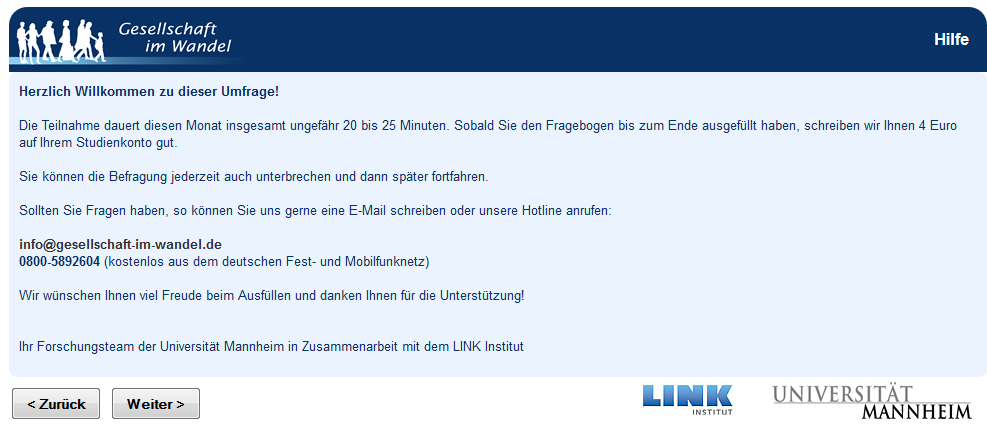 Gesellschaft
im Wandel
Hilfe
Herzlich Willkommen zu dieser Umfrage!
Die Teilnahme dauert diesen Monat insgesamt ungefähr 20 bis 25 Minuten. Sobald Sie den Fragebogen bis zum Ende ausgefüllt haben, schreiben wir Ihnen 4 Euro
auf Ihrem Studienkonto gut.
Sie können die Befragung jederzeit auch unterbrechen und dann später fortfahren.
Sollten Sie Fragen haben, so können Sie uns gerne eine E-Mail schreiben oder unsere Hotline anrufen:
info@gesellschaft-im-wandel.de
0800-5892604 (kostenlos aus dem deutschen Fest- und Mobilfunknetz)
Wir wünschen Ihnen viel Freude beim Ausfüllen und danken Ihnen für die Unterstützung!
Ihr Forschungsteam der Universität Mannheim in Zusammenarbeit mit dem LINK Institut
< Zurück
Weiter >
LINK
INSTITUT
UNIVERSITÄT
MANNHEIM